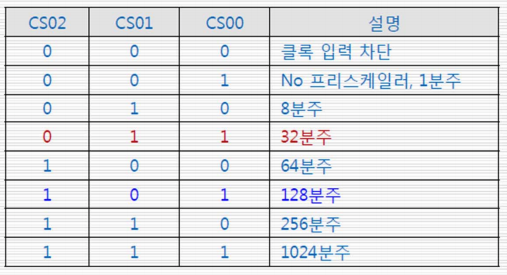 CS02 CS01 CS00 설명
0 0 0 클록 입력 차단
0 0 1 No 프리스케일러, 1분주
0 1 0 8분주
0 1 1 32분주
1 0 0 64분주
1 0 1 128분주
1 1 0 256분주
1 1 1 1024분주